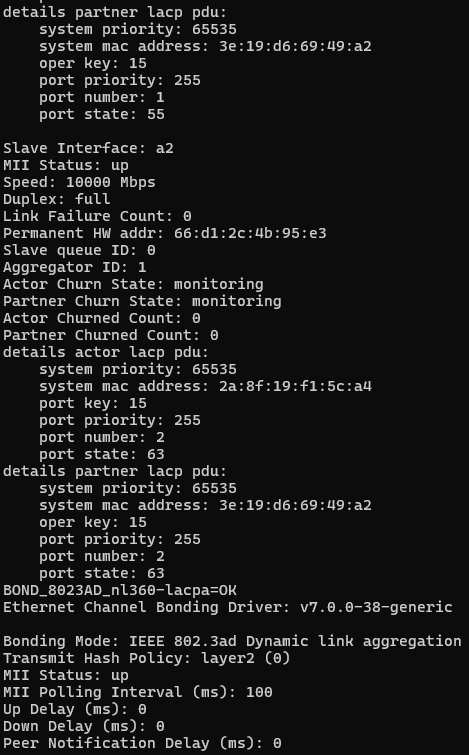 details partner lacp pdu:
    system priority: 65535
    system mac address: 3e:19:d6:69:49:a2
    oper key: 15
    port priority: 255
    port number: 1
    port state: 55

Slave Interface: a2
MII Status: up
Speed: 10000 Mbps
Duplex: full
Link Failure Count: 0
Permanent HW addr: 66:d1:2c:4b:95:e3
Slave queue ID: 0
Aggregator ID: 1
Actor Churn State: monitoring
Partner Churn State: monitoring
Actor Churned Count: 0
Partner Churned Count: 0
details actor lacp pdu:
    system priority: 65535
    system mac address: 2a:8f:19:f1:5c:a4
    port key: 15
    port priority: 255
    port number: 2
    port state: 63
details partner lacp pdu:
    system priority: 65535
    system mac address: 3e:19:d6:69:49:a2
    oper key: 15
    port priority: 255
    port number: 2
    port state: 63
BOND_8023AD_nl360-lacpa=OK
Ethernet Channel Bonding Driver: v7.0.0-38-generic

Bonding Mode: IEEE 802.3ad Dynamic link aggregation
Transmit Hash Policy: layer2 (0)
MII Status: up
MII Polling Interval (ms): 100
Up Delay (ms): 0
Down Delay (ms): 0
Peer Notification Delay (ms): 0